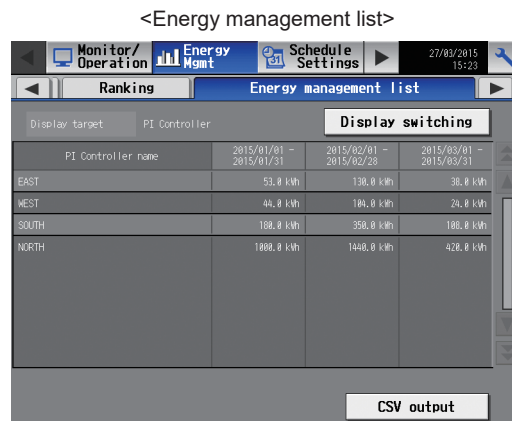 <Energy management list>
Monitor/ Operation
Energy Mgmt
31
Schedule Settings
27/03/2015 15:23
Ranking
Energy management list
Display target PI Controller
Display switching
PI Controller name 2015/01/01 - 2015/01/31 2015/02/01 - 2015/02/28 2015/03/01 - 2015/03/31
EAST 53.0 kWh 130.0 kWh 38.0 kWh
WEST 44.0 kWh 104.0 kWh 24.0 kWh
SOUTH 180.0 kWh 350.0 kWh 108.0 kWh
NORTH 1080.0 kWh 1440.0 kWh 420.0 kWh
CSV output